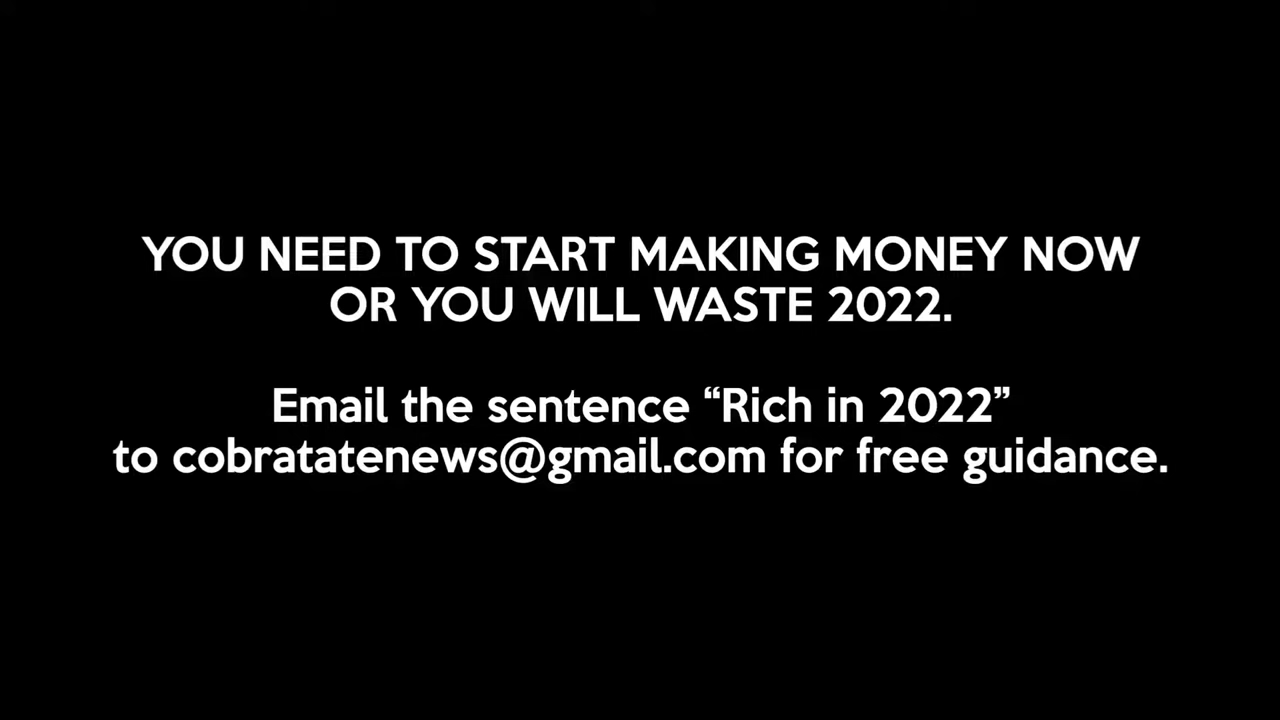 YOU NEED TO START MAKING MONEY NOW
OR YOU WILL WASTE 2022.
Email the sentence “Rich in 2022”
to cobratatenews@gmail.com for free guidance.